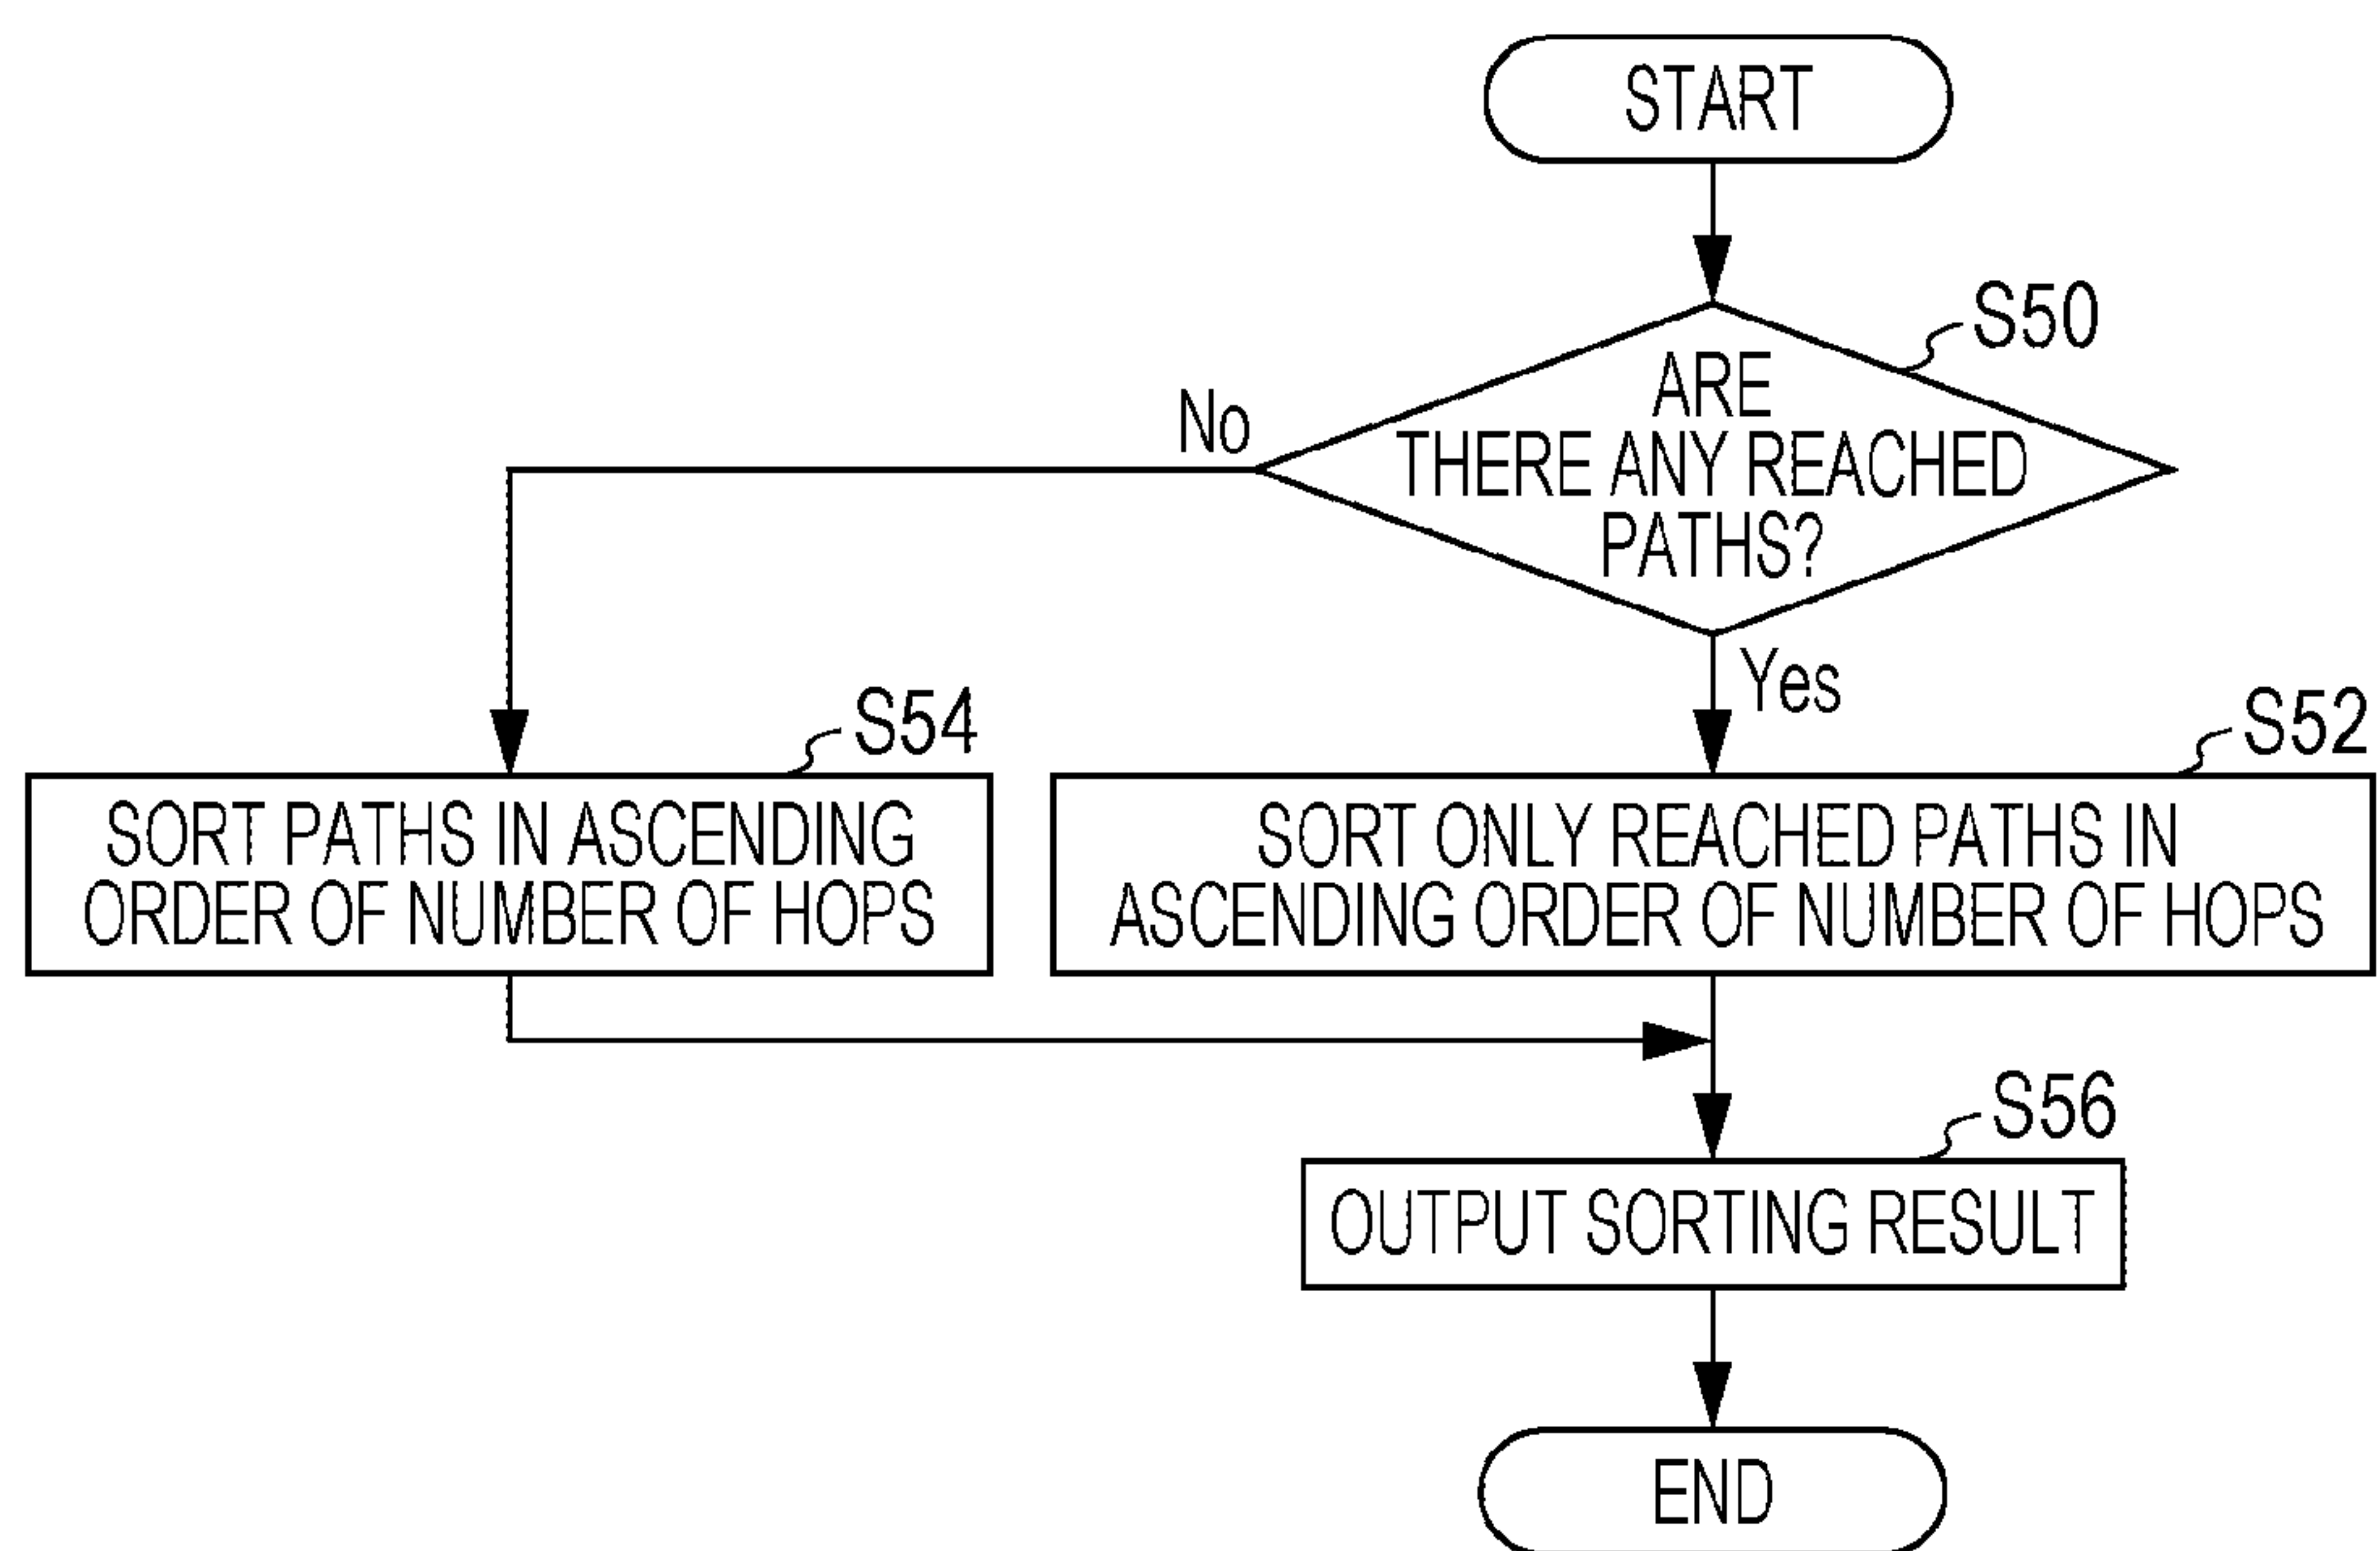 START
S50
ARE
THERE ANY REACHED
PATHS?
No
Yes
S54
SORT PATHS IN ASCENDING
ORDER OF NUMBER OF HOPS
S52
SORT ONLY REACHED PATHS IN
ASCENDING ORDER OF NUMBER OF HOPS
S56
OUTPUT SORTING RESULT
END